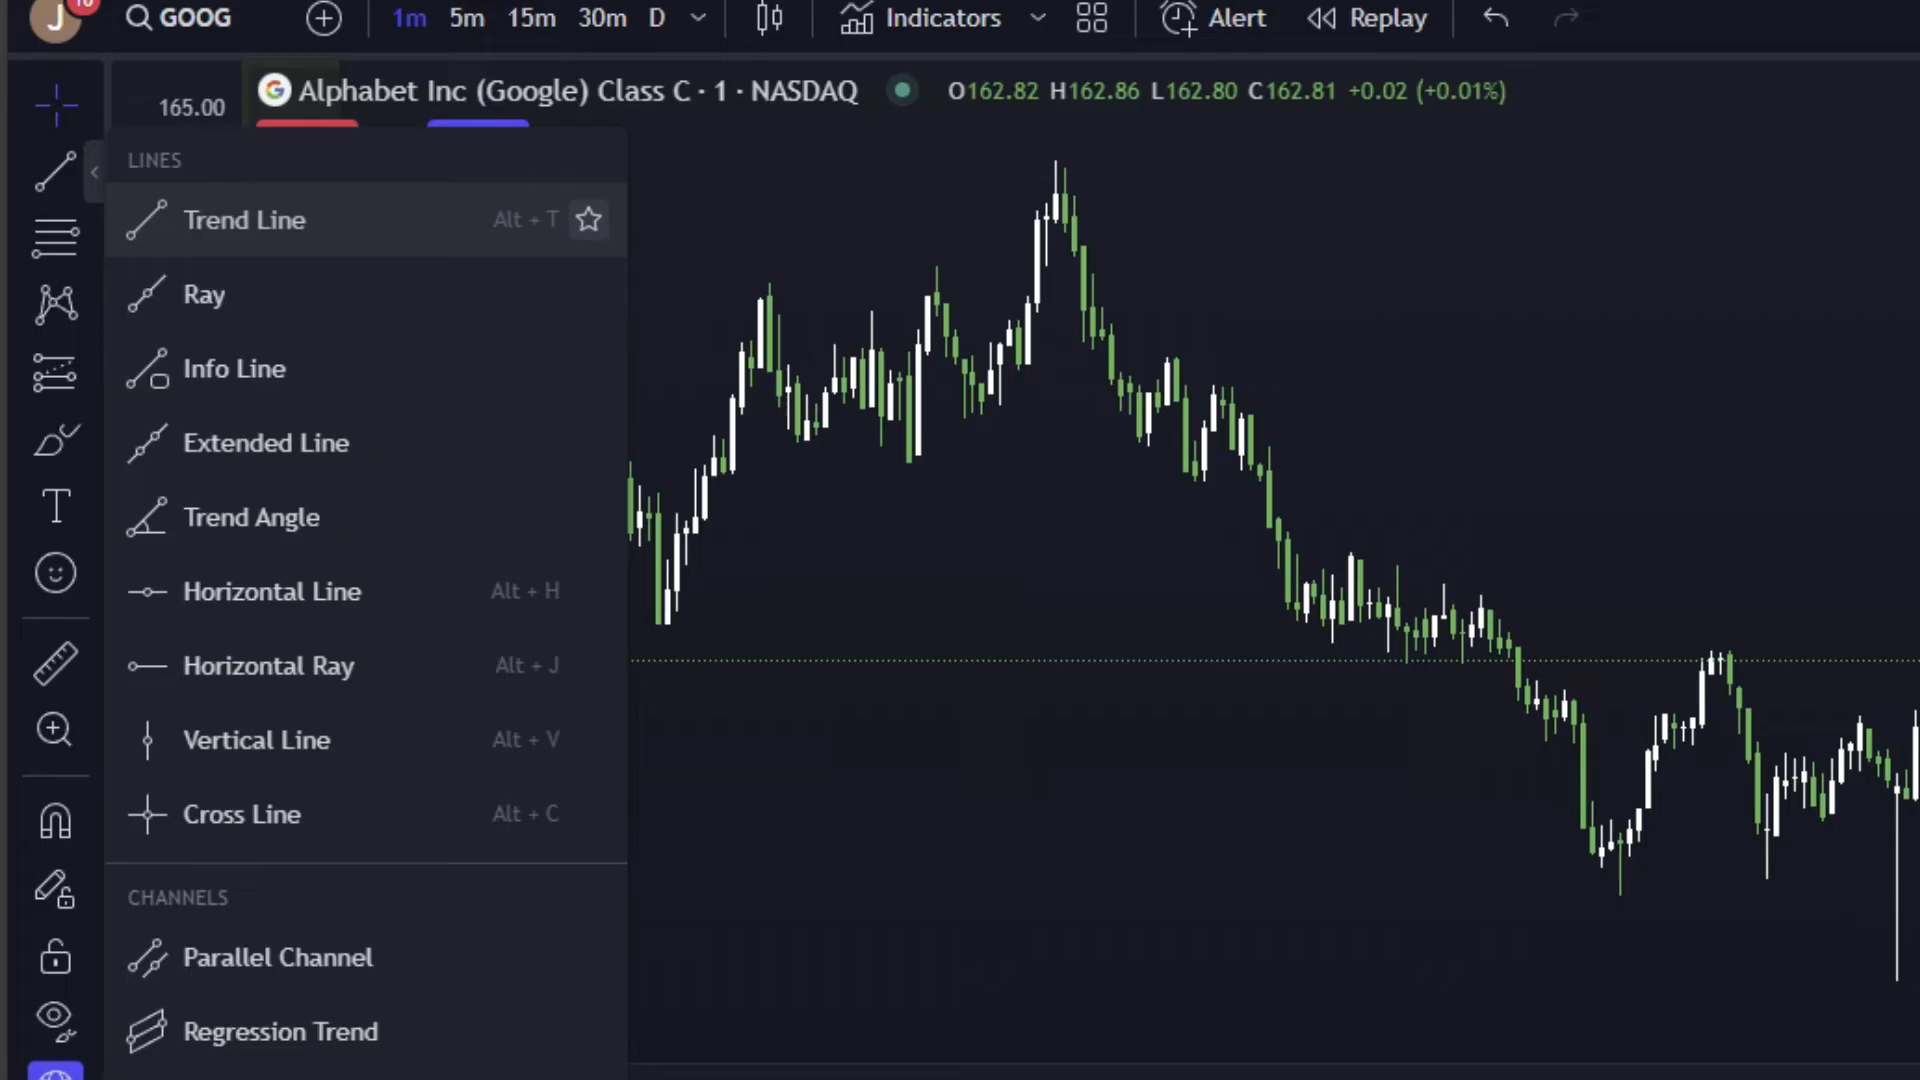 J
GOOG
1m 5m 15m 30m D
Indicators
Alert
Replay
165.00
G
Alphabet Inc (Google) Class C · 1 · NASDAQ
O162.82 H162.86 L162.80 C162.81 +0.02 (+0.01%)
LINES
Trend Line Alt + T
Ray
Info Line
Extended Line
Trend Angle
Horizontal Line Alt + H
Horizontal Ray Alt + J
Vertical Line Alt + V
Cross Line Alt + C
CHANNELS
Parallel Channel
Regression Trend
T